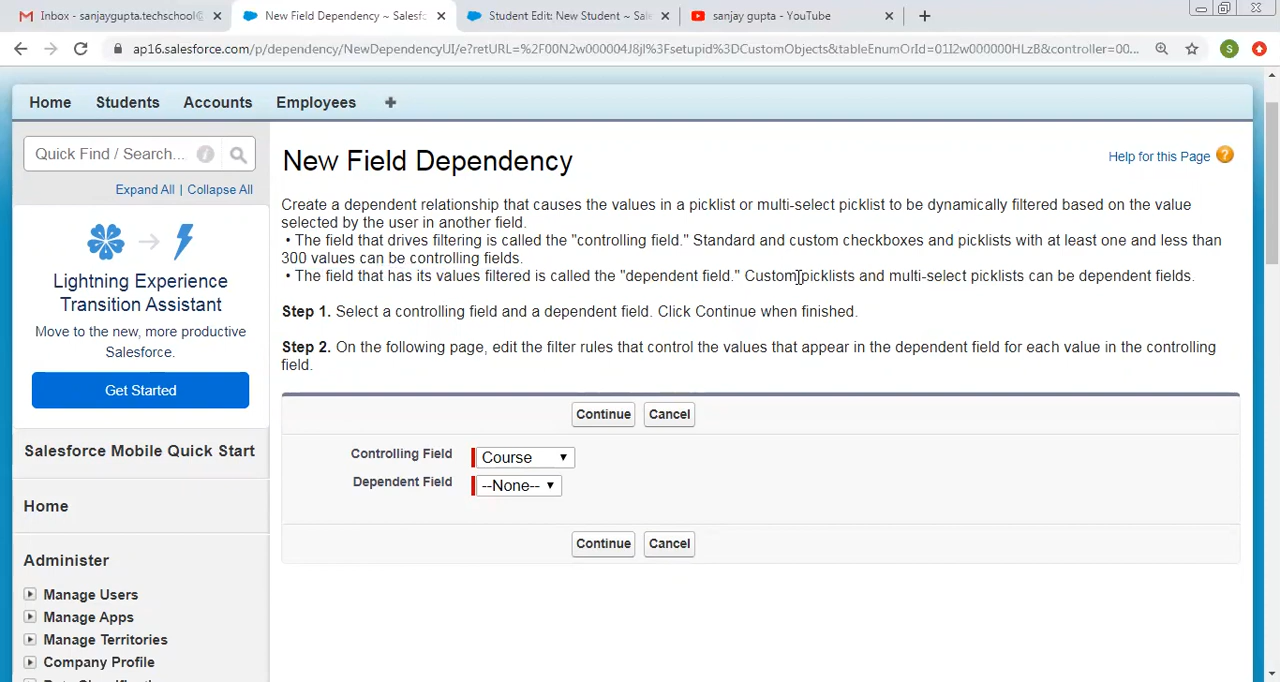 Inbox - sanjaygupta.techschool@
New Field Dependency ~ Salesf
Student Edit: New Student ~ Sal
sanjay gupta - YouTube
ap16.salesforce.com/p/dependency/NewDependencyUI/e?retURL=%2F00N2w000004J8jl%3Fsetupid%3DCustomObjects&tableEnumOrId=01I2w000000HLzB&controller=00...
S
Home
Students
Accounts
Employees
Quick Find / Search...
Expand All | Collapse All
Lightning Experience
Transition Assistant
Move to the new, more productive
Salesforce.
Get Started
Salesforce Mobile Quick Start
Home
Administer
Manage Users
Manage Apps
Manage Territories
Company Profile
New Field Dependency
Help for this Page ?
Create a dependent relationship that causes the values in a picklist or multi-select picklist to be dynamically filtered based on the value
selected by the user in another field.
• The field that drives filtering is called the "controlling field." Standard and custom checkboxes and picklists with at least one and less than
300 values can be controlling fields.
• The field that has its values filtered is called the "dependent field." Custom picklists and multi-select picklists can be dependent fields.
Step 1. Select a controlling field and a dependent field. Click Continue when finished.
Step 2. On the following page, edit the filter rules that control the values that appear in the dependent field for each value in the controlling
field.
Continue Cancel
Controlling Field Course
Dependent Field --None--
Continue Cancel